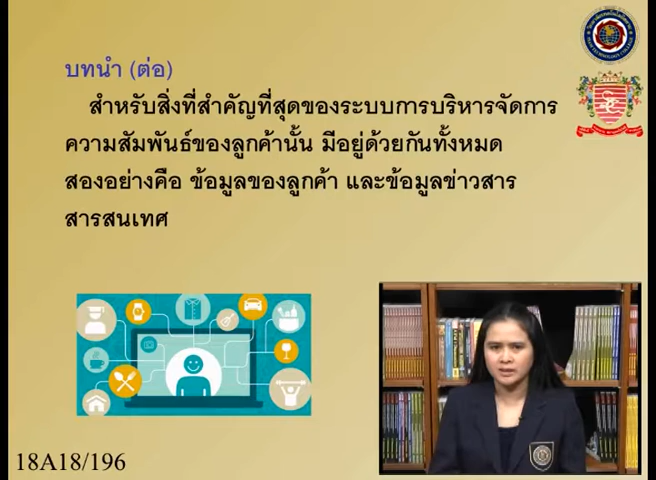 บทนำ (ต่อ)
สำหรับสิ่งที่สำคัญที่สุดของระบบการบริหารจัดการ
ความสัมพันธ์ของลูกค้านั้น มีอยู่ด้วยกันทั้งหมด
สองอย่างคือ ข้อมูลของลูกค้า และข้อมูลข่าวสาร
สารสนเทศ
18A18/196